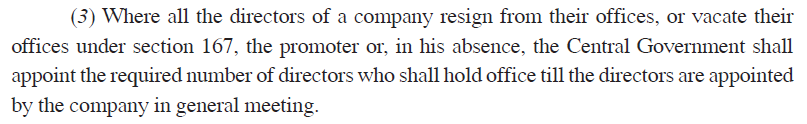 (3) Where all the directors of a company resign from their offices, or vacate their
offices under section 167, the promoter or, in his absence, the Central Government shall
appoint the required number of directors who shall hold office till the directors are appointed
by the company in general meeting.